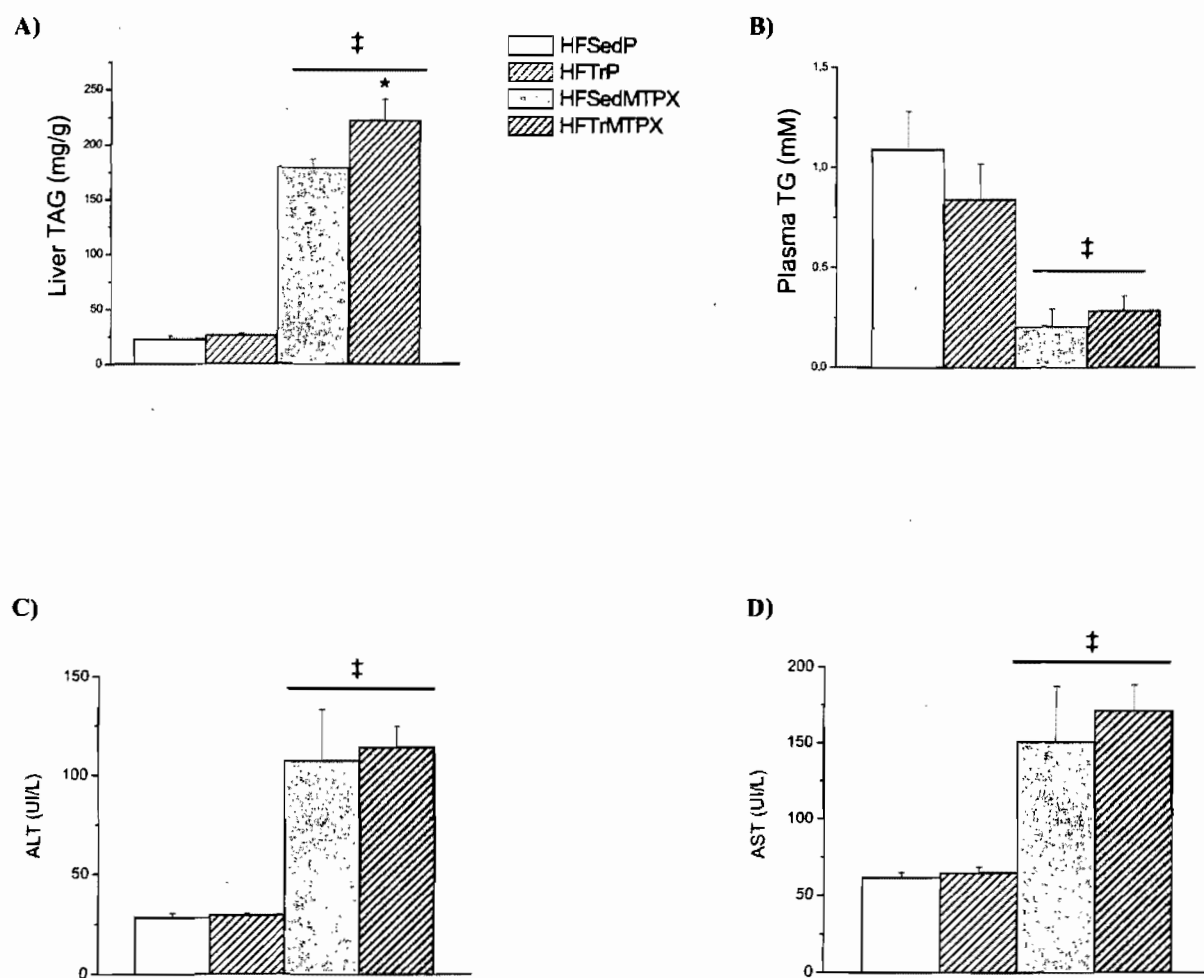 A)
‡
*
Liver TAG (mg/g)
250
200
150
100
50
0
HFSedP
HFTrP
HFSedMTPX
HFTrMTPX
B)
‡
Plasma TG (mM)
1,5
1,0
0,5
0,0
C)
‡
ALT (UI/L)
150
100
50
0
D)
‡
AST (UI/L)
200
150
100
50
0